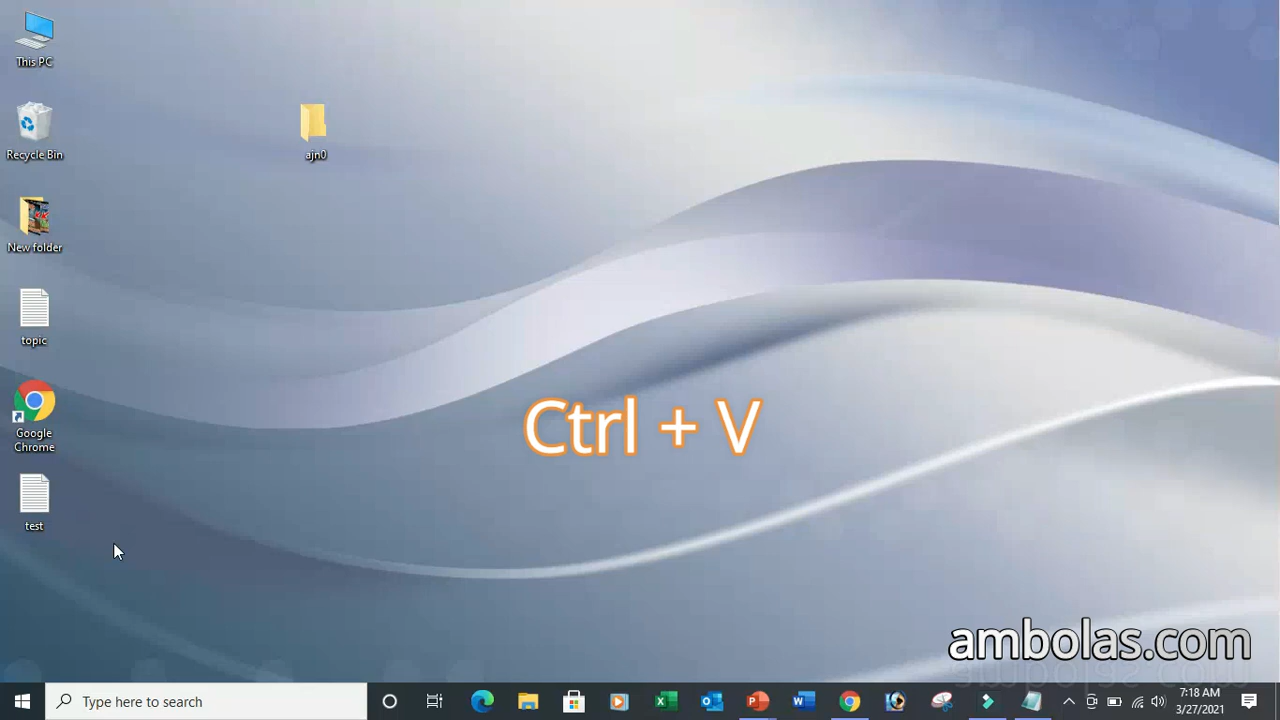 This PC
Recycle Bin
ajn0
New folder
topic
Google
Chrome
test
Ctrl + V
ambolas.com
Type here to search
7:18 AM
3/27/2021